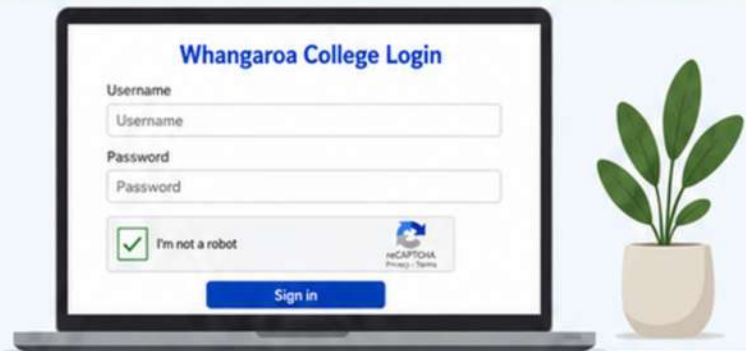 Whangaroa College Login
Username
Username
Password
Password
I'm not a robot
reCAPTCHA
Privacy - Terms
Sign in